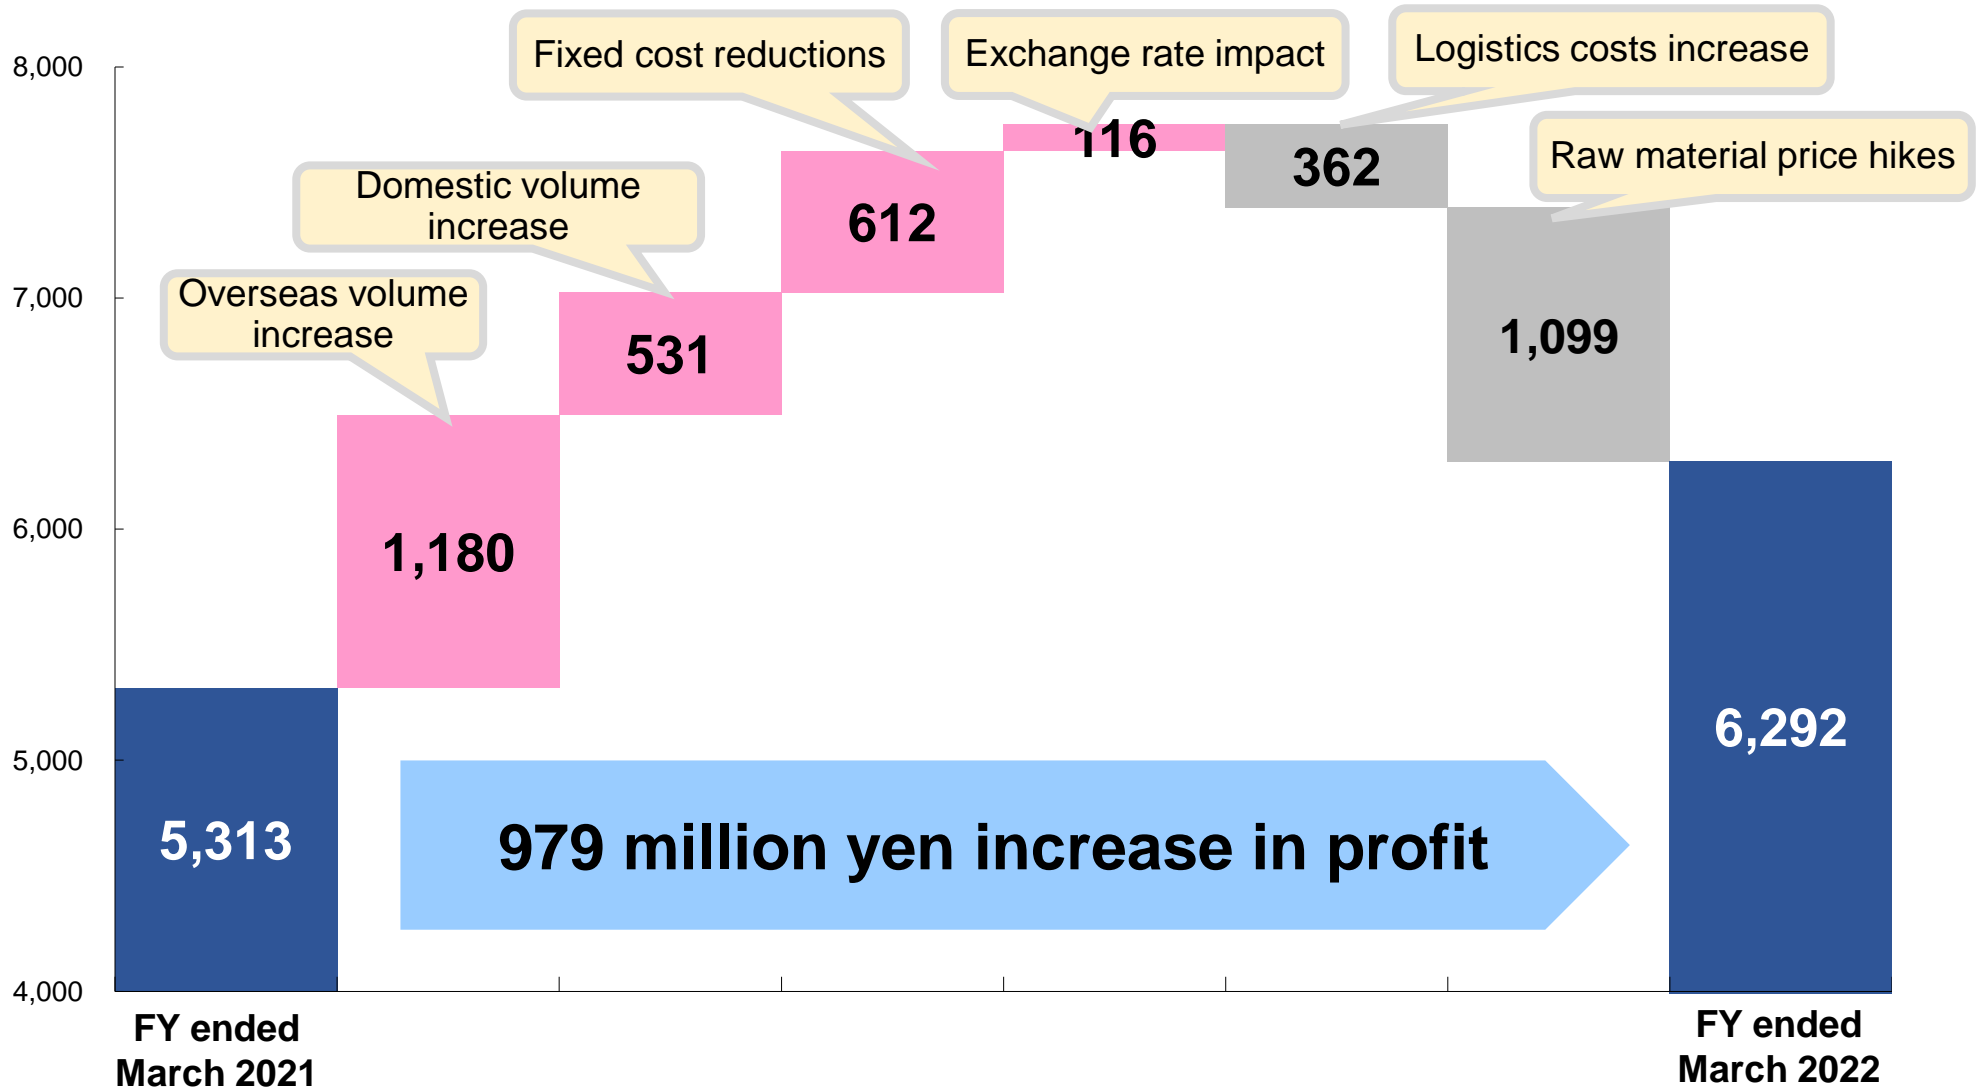 Fixed cost reductions
Exchange rate impact
Logistics costs increase
8,000
116
362
Raw material price hikes
Domestic volume
increase
612
7,000
Overseas volume
increase
531
1,099
6,000
1,180
5,000
6,292
5,313
979 million yen increase in profit
4,000
FY ended
March 2021
FY ended
March 2022